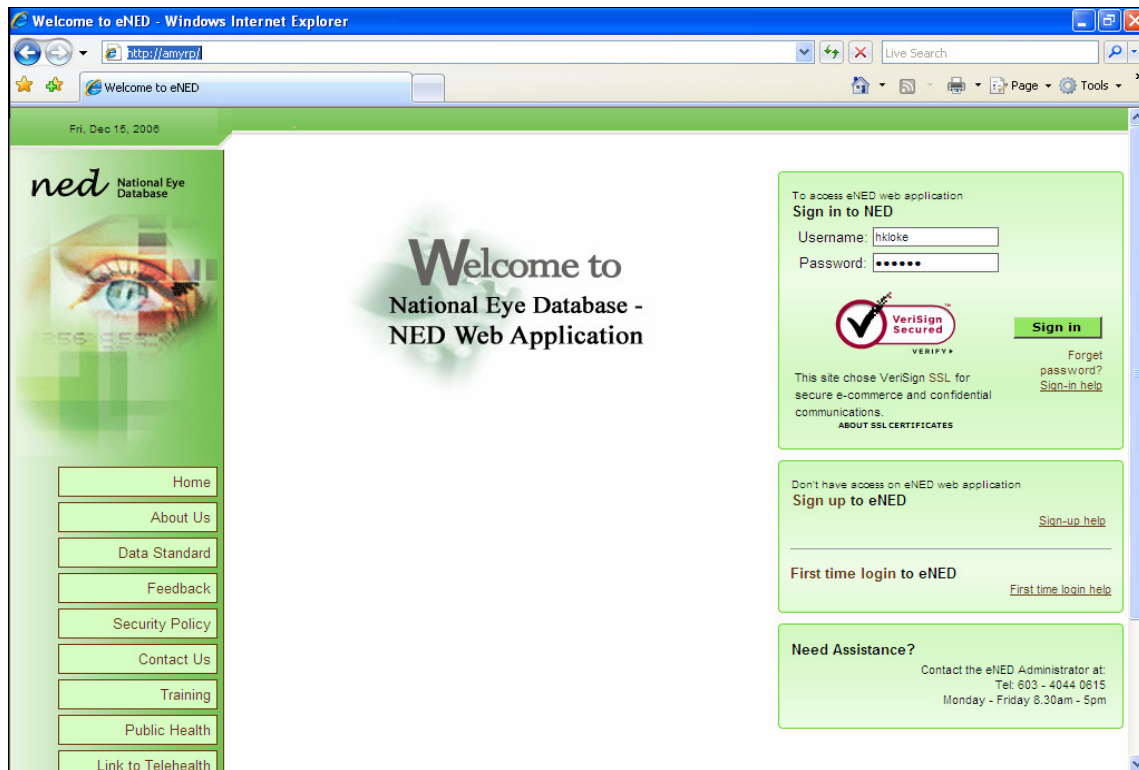 Welcome to eNED - Windows Internet Explorer
http://amyrp/
Live Search
Welcome to eNED
Page
Tools
Fri, Dec 15, 2006
ned National Eye
Database
Welcome to
National Eye Database -
NED Web Application
To access eNED web application
Sign in to NED
Username: hkloke
Password: ••••••
VeriSign
Secured
VERIFY
Sign in
Forget
password?
Sign-in help
This site chose VeriSign SSL for
secure e-commerce and confidential
communications.
ABOUT SSL CERTIFICATES
Don't have access on eNED web application
Sign up to eNED
Sign-up help
First time login to eNED
First time login help
Need Assistance?
Contact the eNED Administrator at:
Tel: 603 - 4044 0615
Monday - Friday 8.30am - 5pm
Home
About Us
Data Standard
Feedback
Security Policy
Contact Us
Training
Public Health
Link to Telehealth